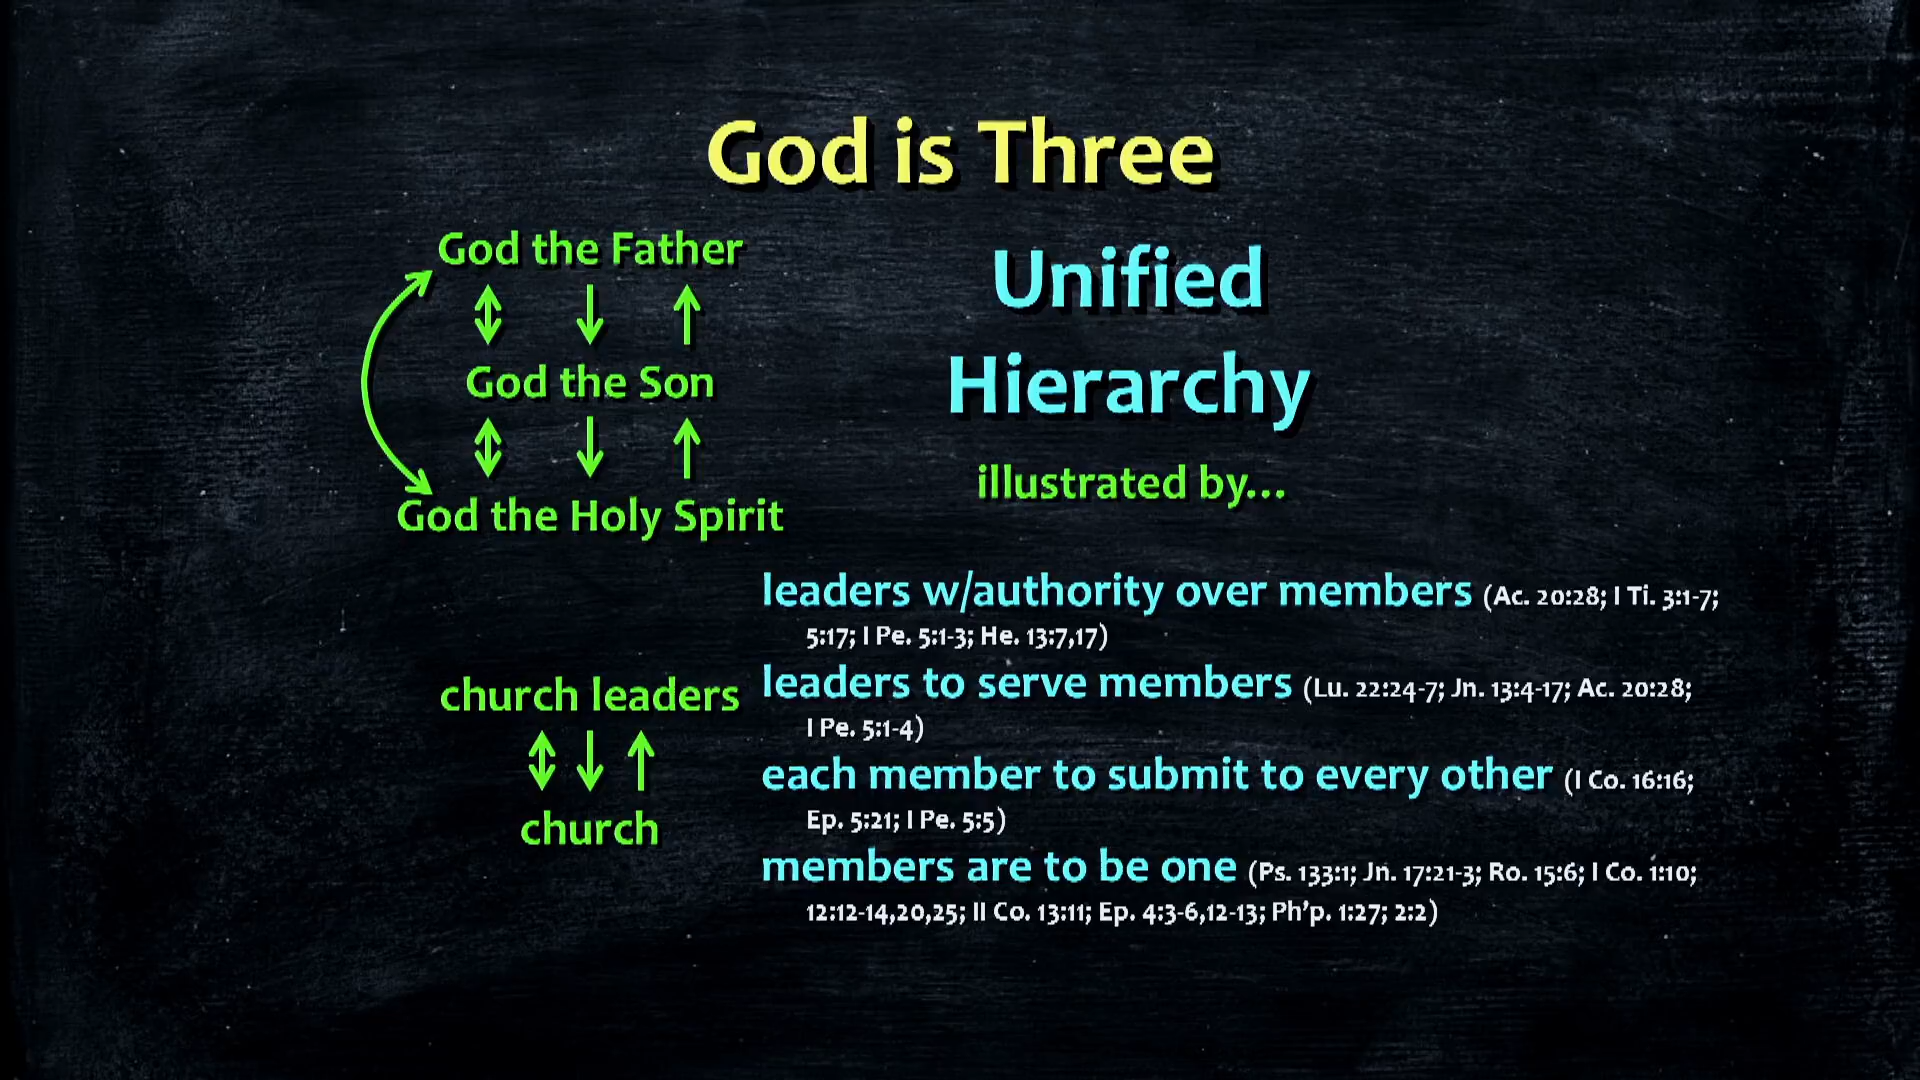 God is Three
God the Father
God the Son
God the Holy Spirit
Unified
Hierarchy
illustrated by...
church leaders
church
leaders w/authority over members (Ac. 20:28; I Ti. 3:1-7;
5:17; I Pe. 5:1-3; He. 13:7,17)
leaders to serve members (Lu. 22:24-7; Jn. 13:4-17; Ac. 20:28;
I Pe. 5:1-4)
each member to submit to every other (I Co. 16:16;
Ep. 5:21; I Pe. 5:5)
members are to be one (Ps. 133:1; Jn. 17:21-3; Ro. 15:6; I Co. 1:10;
12:12-14,20,25; II Co. 13:11; Ep. 4:3-6,12-13; Ph’p. 1:27; 2:2)